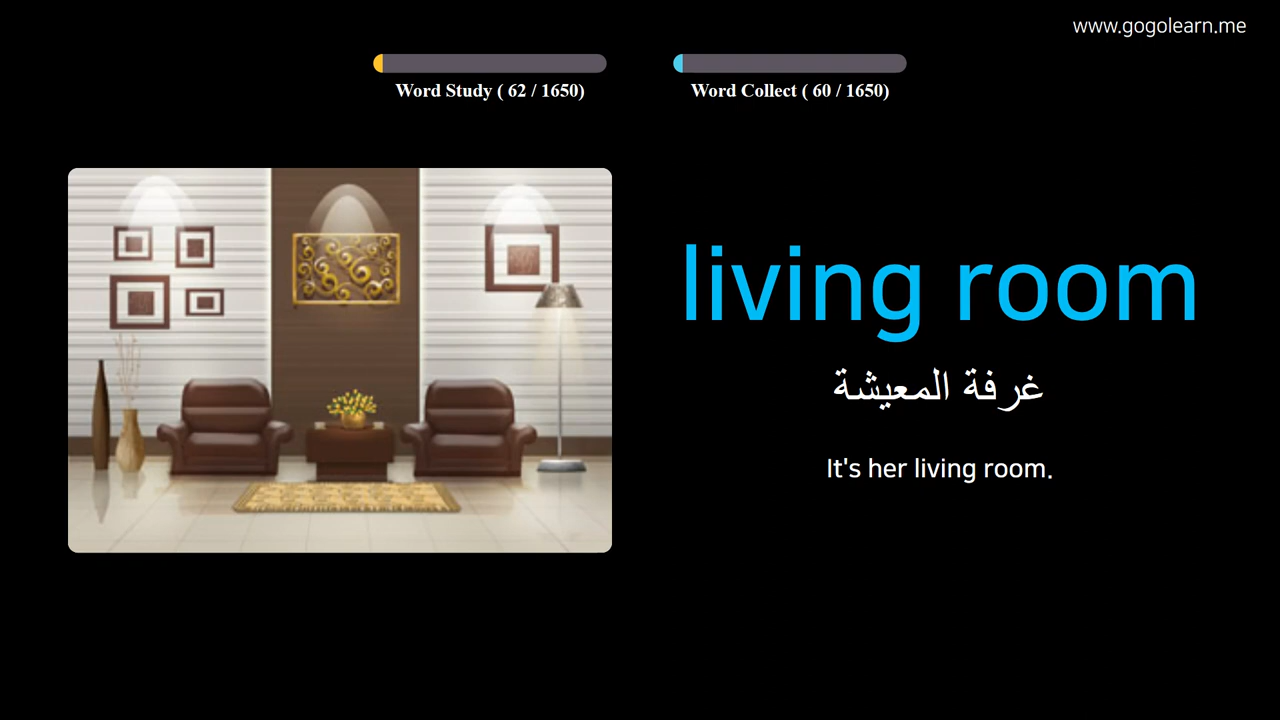 www.gogolearn.me
Word Study ( 62 / 1650)
Word Collect ( 60 / 1650)
living room
غرفة المعيشة
It's her living room.